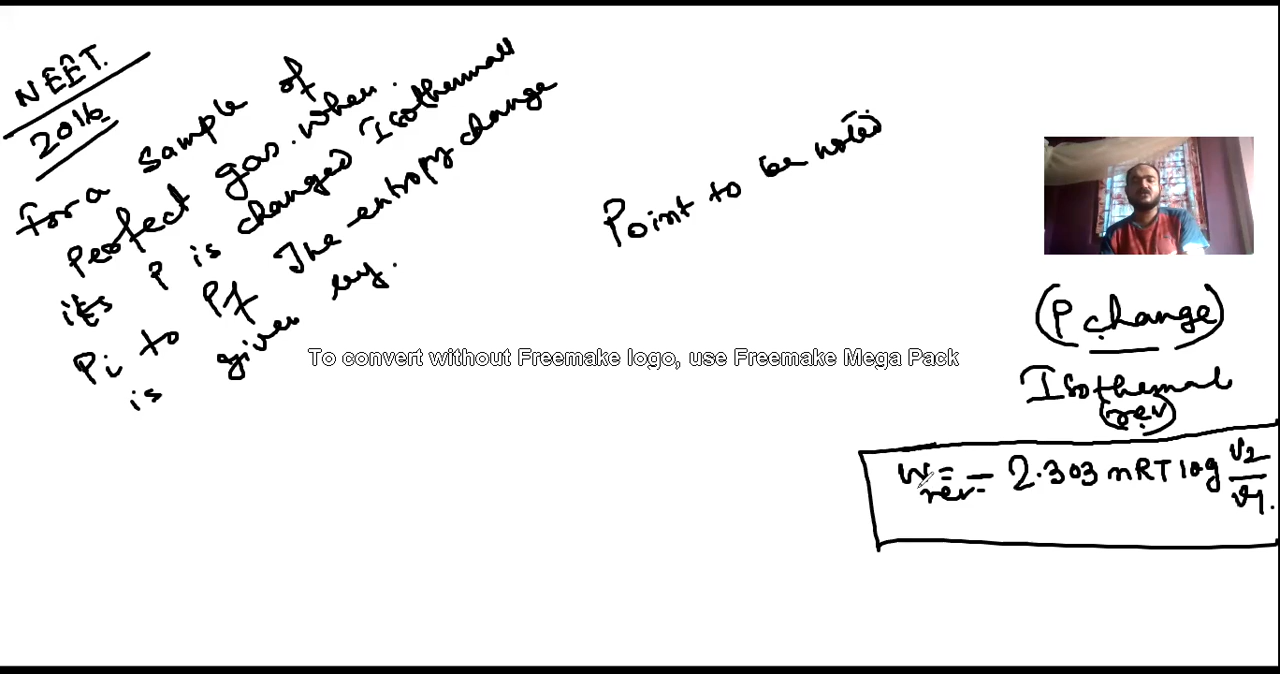 NEET.
2016
for a sample of
Perfect gas. when
its P is changed Isothermall
Pi to Pf The entropy change
is given by.
Point to be noted
(P change)
Isothermal
rev
To convert without Freemake logo, use Freemake Mega Pack
W rev = - 2.303 nRT log V2/V1.